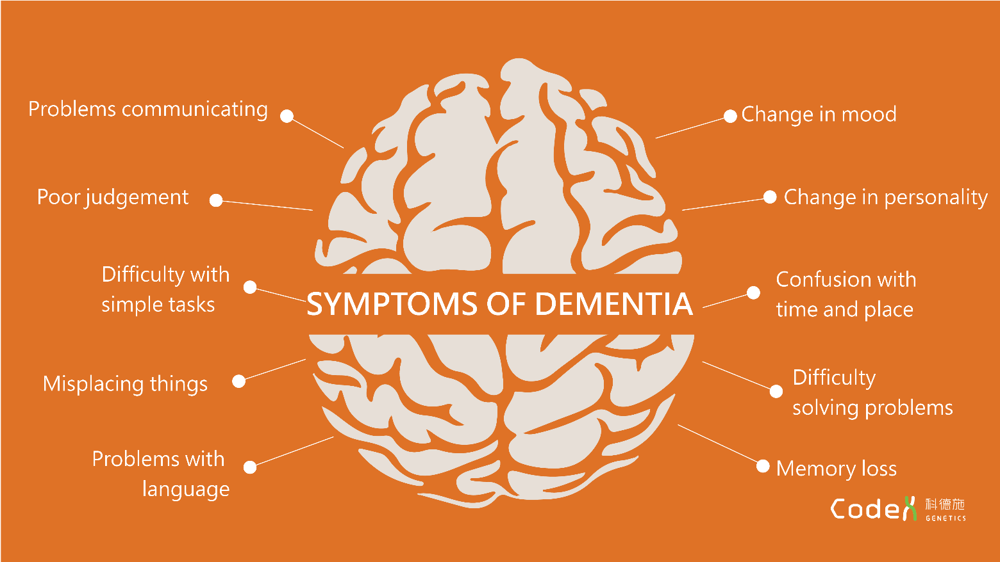 Problems communicating
Poor judgement
Difficulty with
simple tasks
Misplacing things
Problems with
language
SYMPTOMS OF DEMENTIA
Change in mood
Change in personality
Confusion with
time and place
Difficulty
solving problems
Memory loss
CodeX 科德施
GENETICS